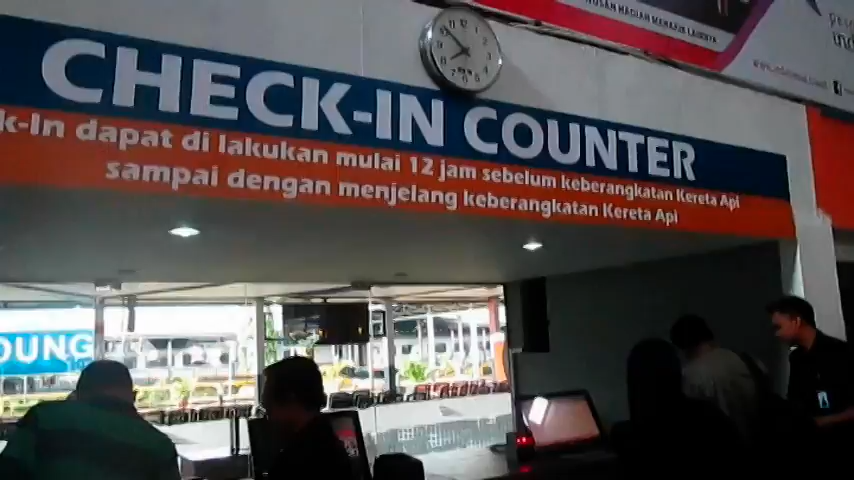 CHECK-IN COUNTER
k-In dapat di lakukan mulai 12 jam sebelum keberangkatan Kereta Api
sampai dengan menjelang keberangkatan Kereta Api
OUNG